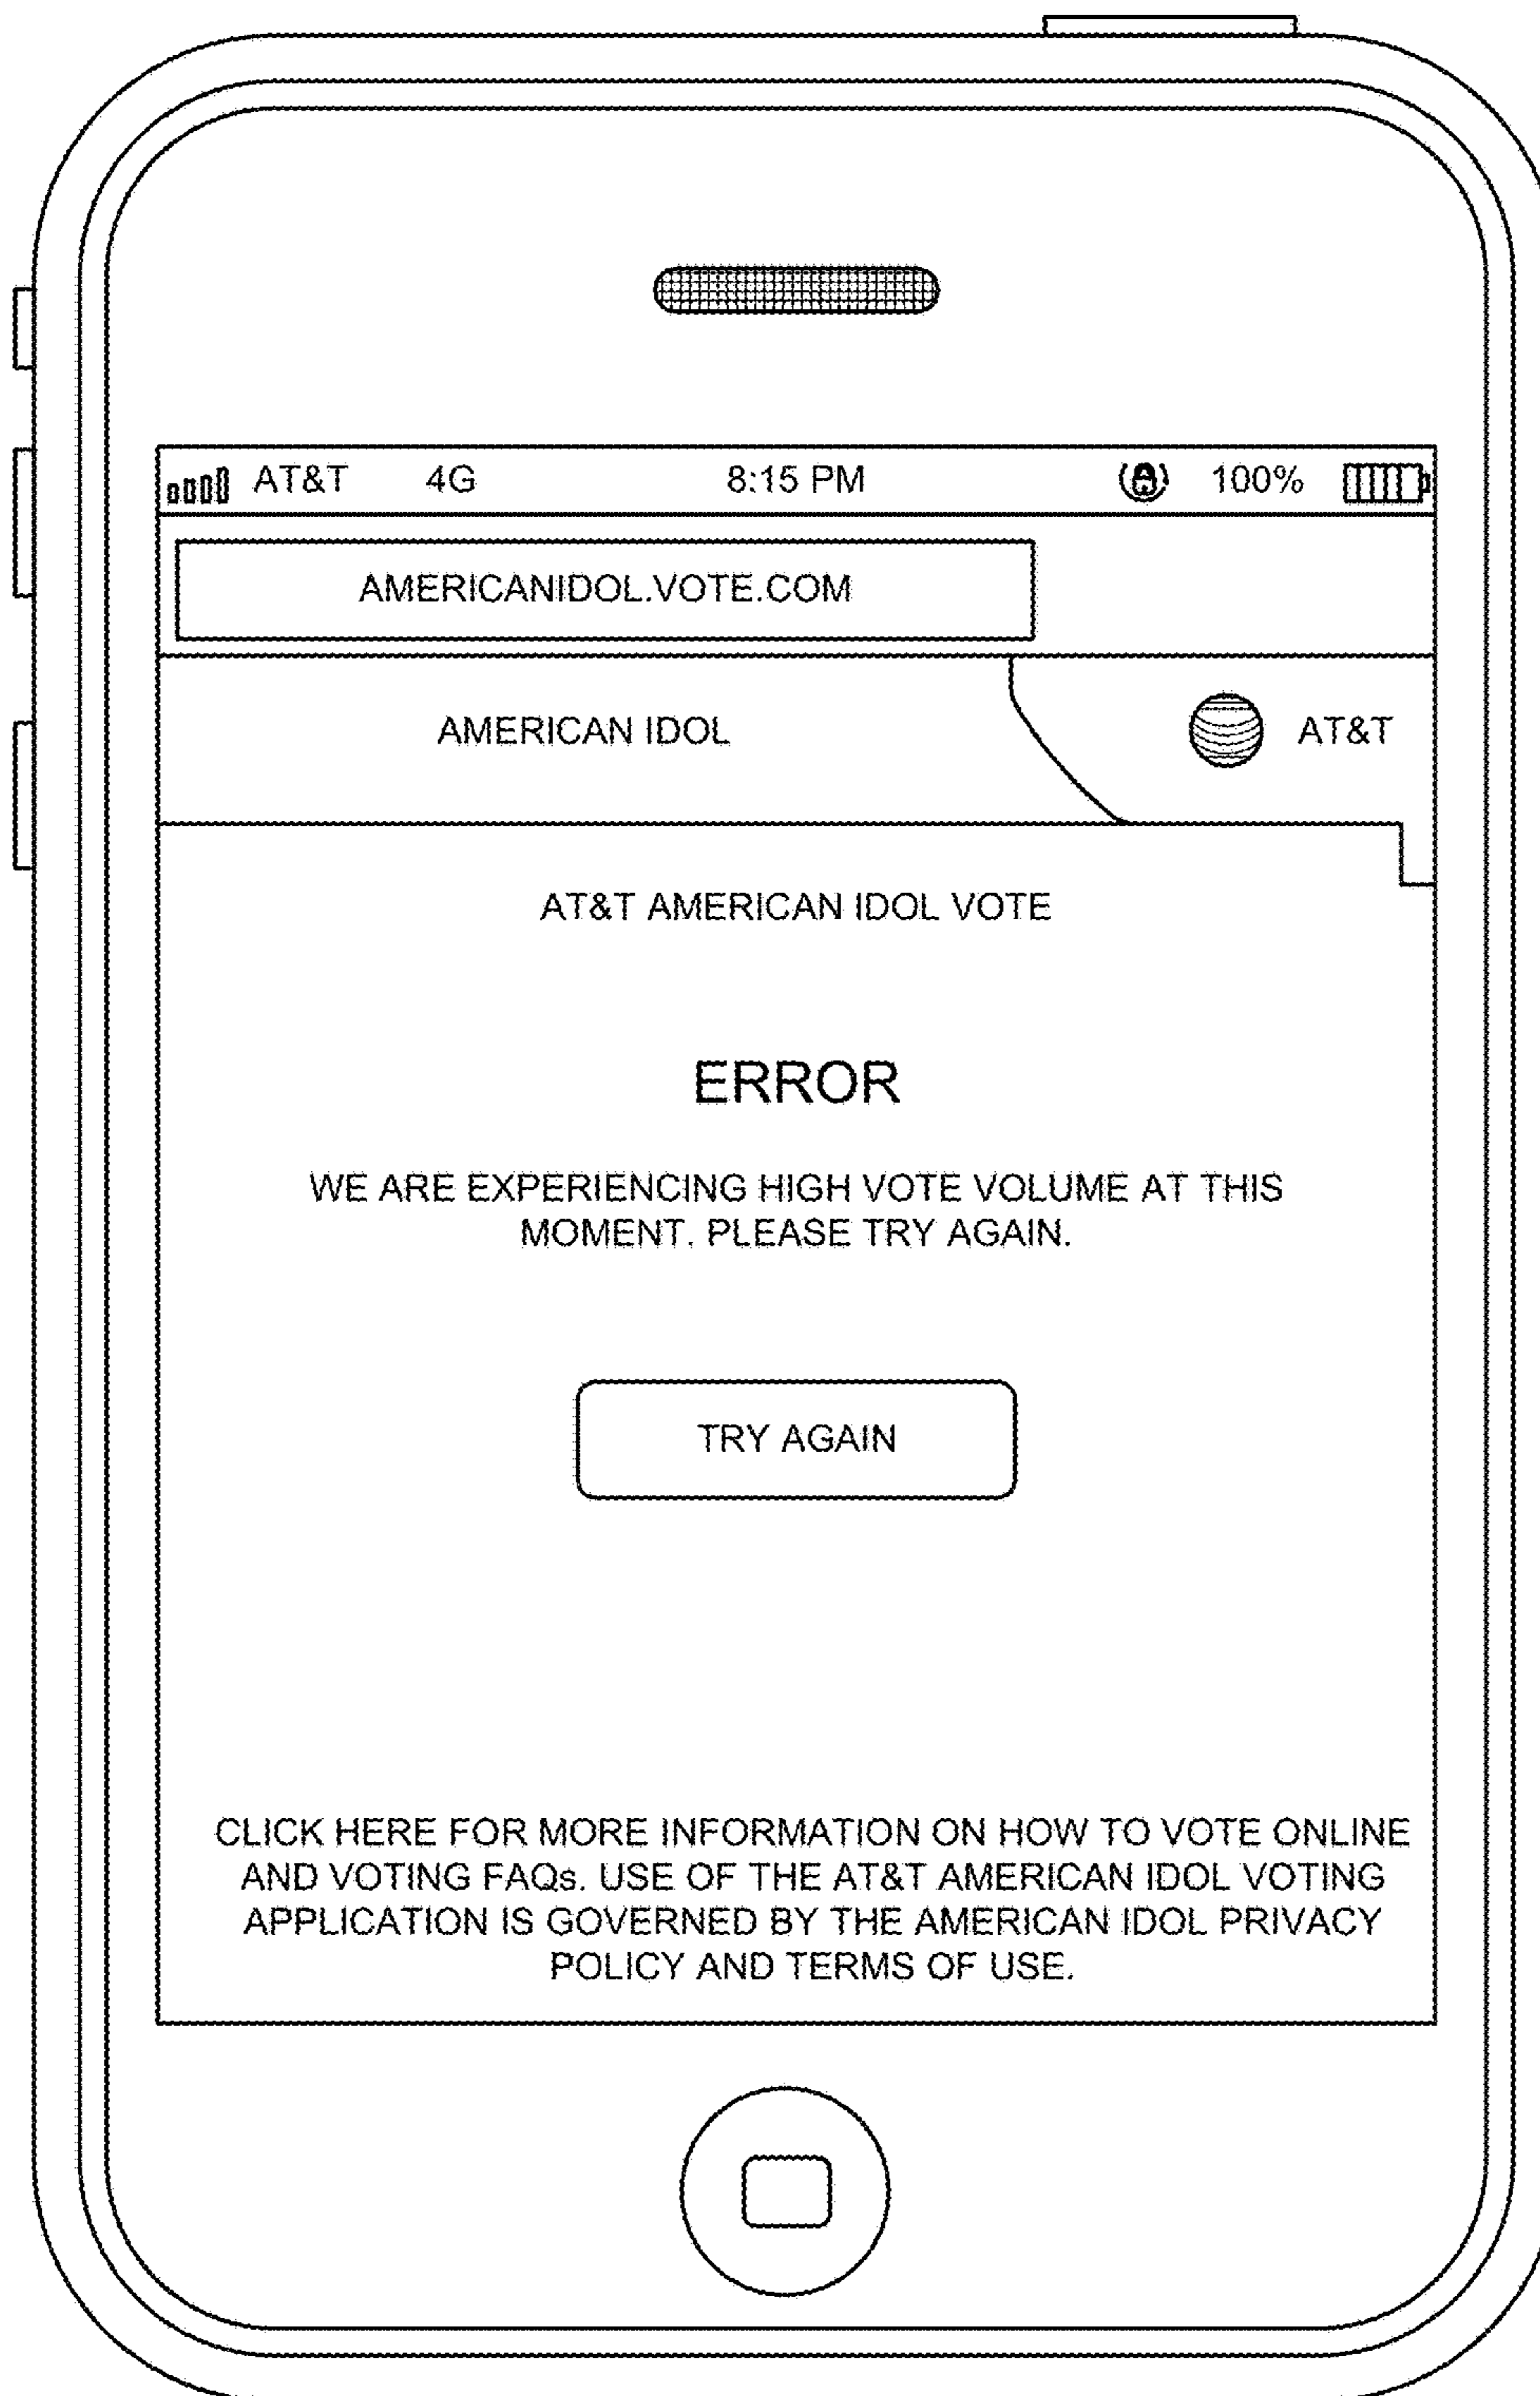 AT&T 4G 8:15 PM 100%
AMERICANIDOL.VOTE.COM
AMERICAN IDOL AT&T
AT&T AMERICAN IDOL VOTE
ERROR
WE ARE EXPERIENCING HIGH VOTE VOLUME AT THIS
MOMENT. PLEASE TRY AGAIN.
TRY AGAIN
CLICK HERE FOR MORE INFORMATION ON HOW TO VOTE ONLINE
AND VOTING FAQs. USE OF THE AT&T AMERICAN IDOL VOTING
APPLICATION IS GOVERNED BY THE AMERICAN IDOL PRIVACY
POLICY AND TERMS OF USE.